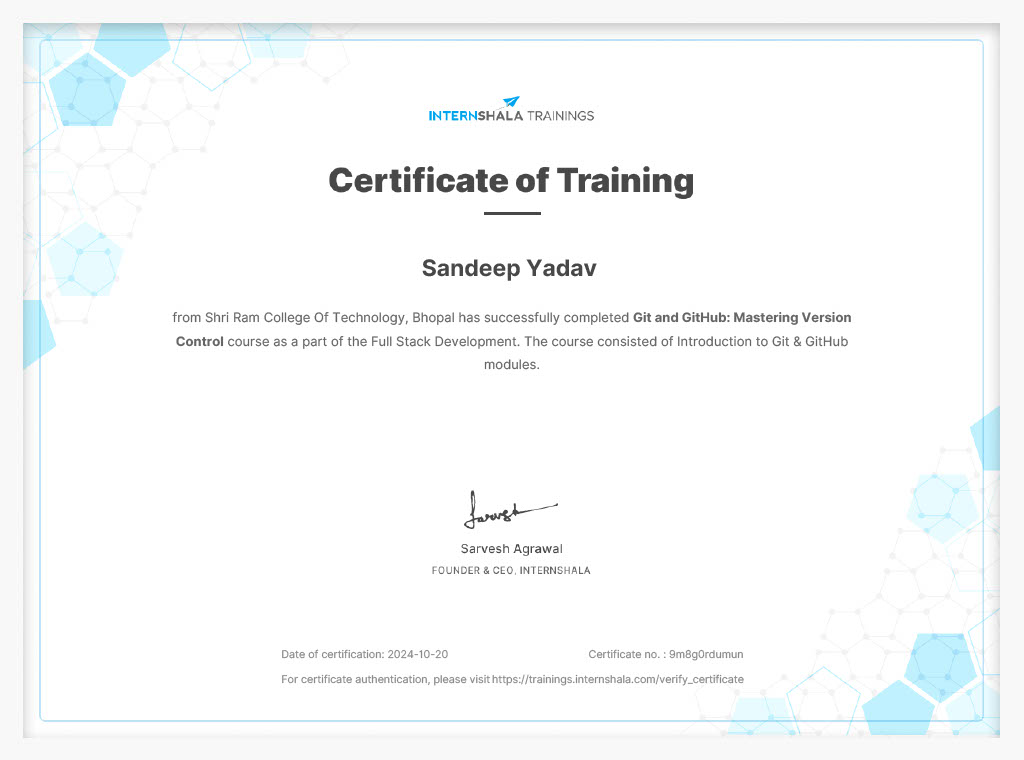 INTERNSHALA TRAININGS
Certificate of Training
Sandeep Yadav
from Shri Ram College Of Technology, Bhopal has successfully completed Git and GitHub: Mastering Version
Control course as a part of the Full Stack Development. The course consisted of Introduction to Git & GitHub
modules.
Sarvesh
Sarvesh Agrawal
FOUNDER & CEO, INTERNSHALA
Date of certification: 2024-10-20 Certificate no. : 9m8g0rdumun
For certificate authentication, please visit https://trainings.internshala.com/verify_certificate